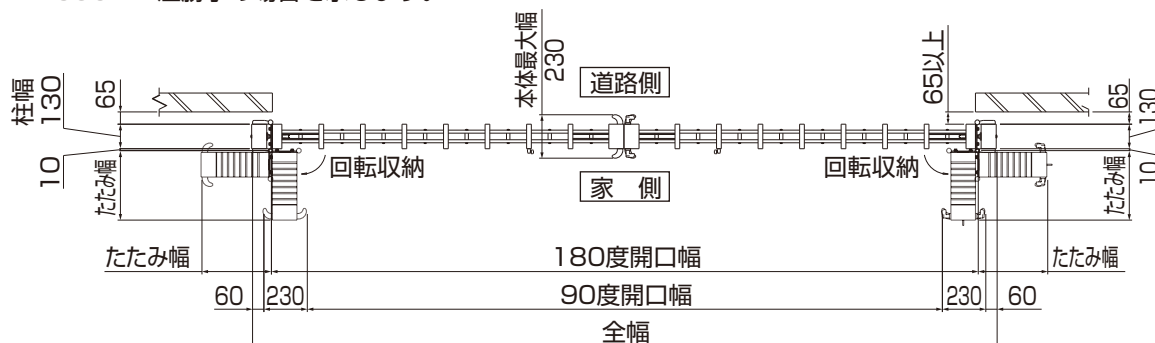 本体最大幅
230
道路側
65以上
柱幅
130
65
65
130
10
たたみ幅
回転収納
家 側
回転収納
10
たたみ幅
たたみ幅
180度開口幅
たたみ幅
60
230
90度開口幅
230
60
全幅